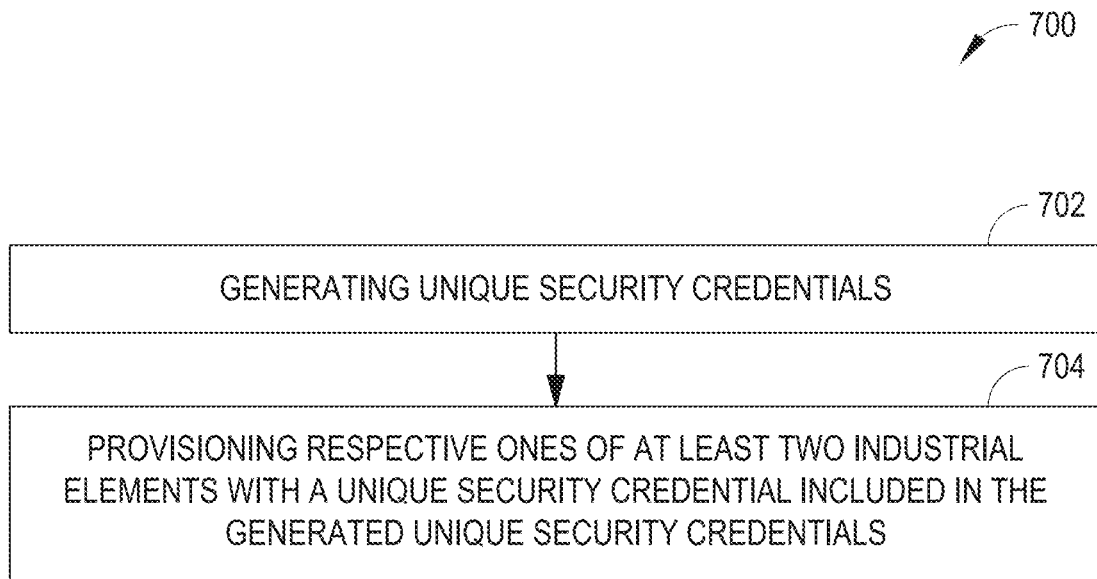 700
702
GENERATING UNIQUE SECURITY CREDENTIALS
704
PROVISIONING RESPECTIVE ONES OF AT LEAST TWO INDUSTRIAL
ELEMENTS WITH A UNIQUE SECURITY CREDENTIAL INCLUDED IN THE
GENERATED UNIQUE SECURITY CREDENTIALS